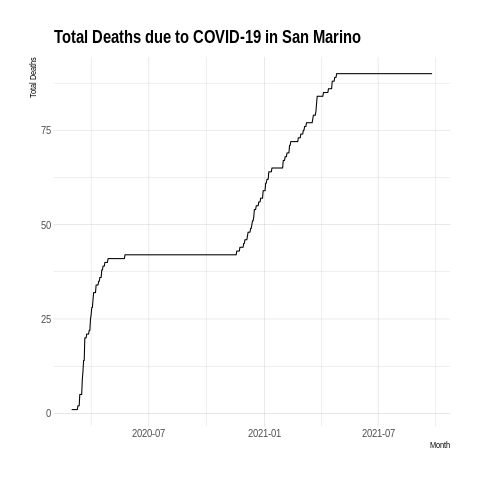 Total Deaths due to COVID-19 in San Marino
Total Deaths
75
50
25
0
2020-07
2021-01
2021-07
Month